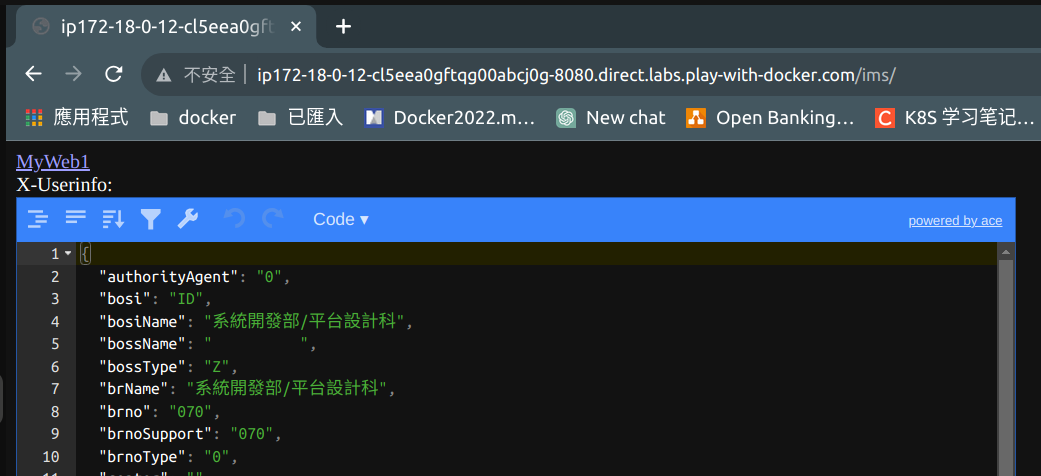 ip172-18-0-12-cl5eea0gft
不安全 ip172-18-0-12-cl5eea0gftqg00abcj0g-8080.direct.labs.play-with-docker.com/ims/
應用程式 docker 已匯入 Docker2022.m... New chat Open Banking... K8S 学习笔记...
MyWeb1
X-Userinfo:
Code ▾ powered by ace
1 {
2 "authorityAgent": "0",
3 "bosi": "ID",
4 "bosiName": "系統開發部/平台設計科",
5 "bossName": " ",
6 "bossType": "Z",
7 "brName": "系統開發部/平台設計科",
8 "brno": "070",
9 "brnoSupport": "070",
10 "brnoType": "0",